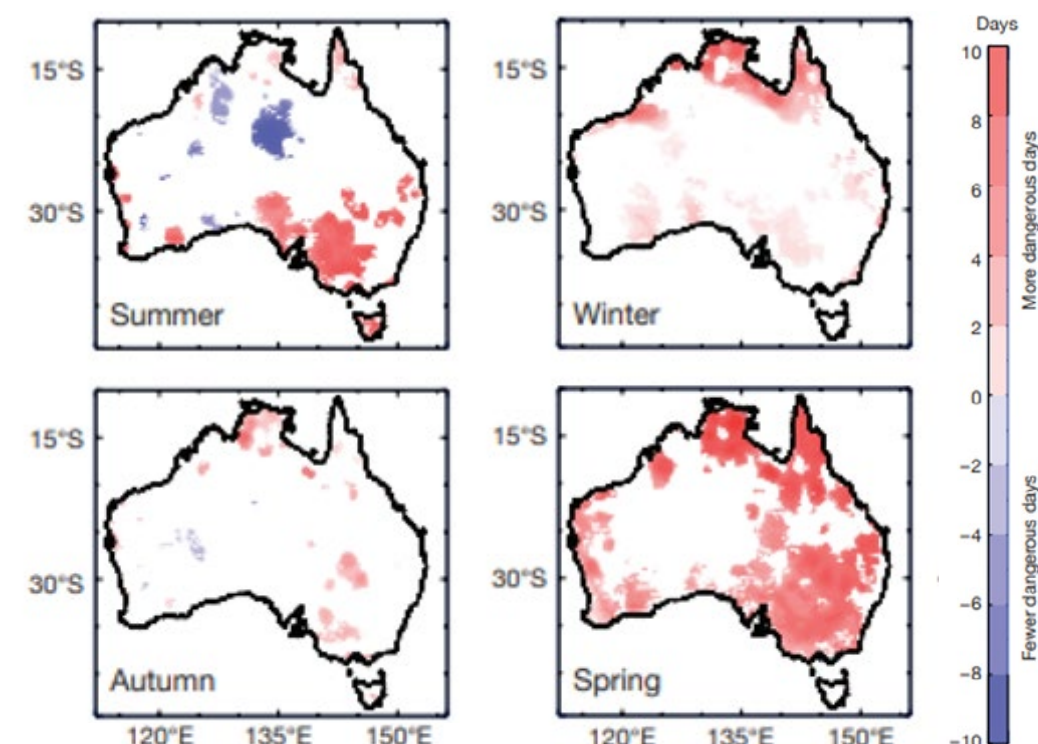 Days
15°S
30°S
Summer
15°S
30°S
Winter
15°S
30°S
Autumn
120°E 135°E 150°E
15°S
30°S
Spring
120°E 135°E 150°E
10
8
6
4
2
0
−2
−4
−6
−8
−10
More dangerous days
Fewer dangerous days